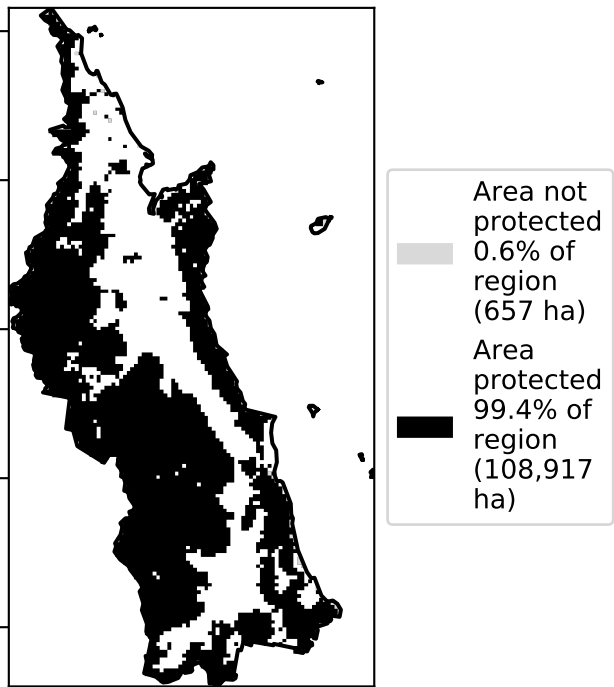 Area not
protected
0.6% of
region
(657 ha)
Area
protected
99.4% of
region
(108,917
ha)